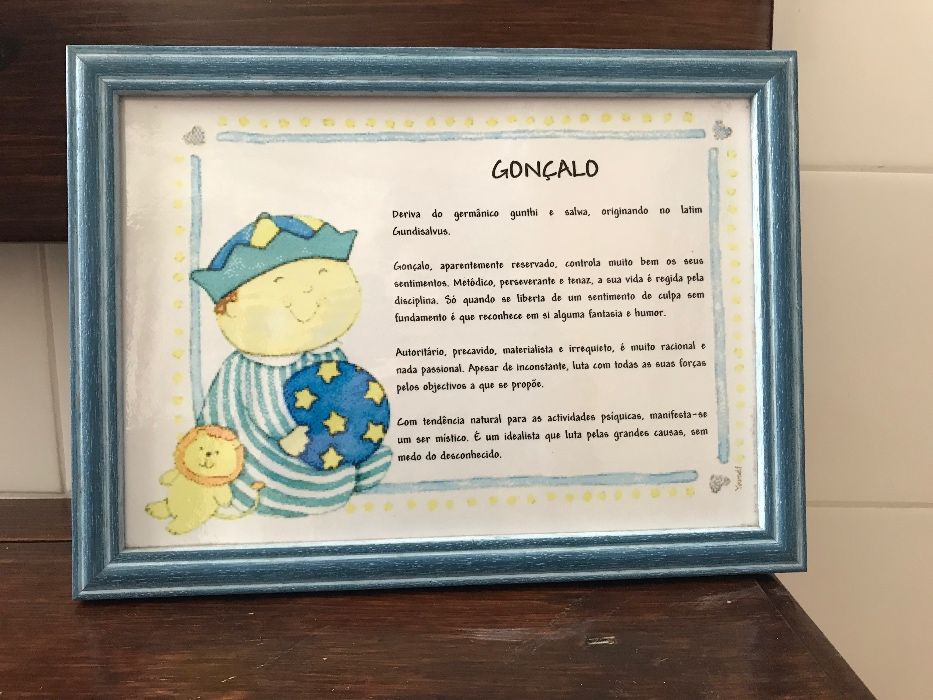 GONÇALO
Deriva do germânico gunthi e salwa, originando no latim
Gundisalvus.
Gonçalo, aparentemente reservado, controla muito bem os seus
sentimentos. Metódico, perseverante e tenaz, a sua vida é regida pela
disciplina. Só quando se liberta de um sentimento de culpa sem
fundamento é que reconhece em si alguma fantasia e humor.
Autoritário, precavido, materialista e irrequieto, é muito racional e
nada passional. Apesar de inconstante, luta com todas as suas forças
pelos objectivos a que se propõe.
Com tendência natural para as actividades psíquicas, manifesta-se
um ser místico. É um idealista que luta pelas grandes causas, sem
medo do desconhecido.